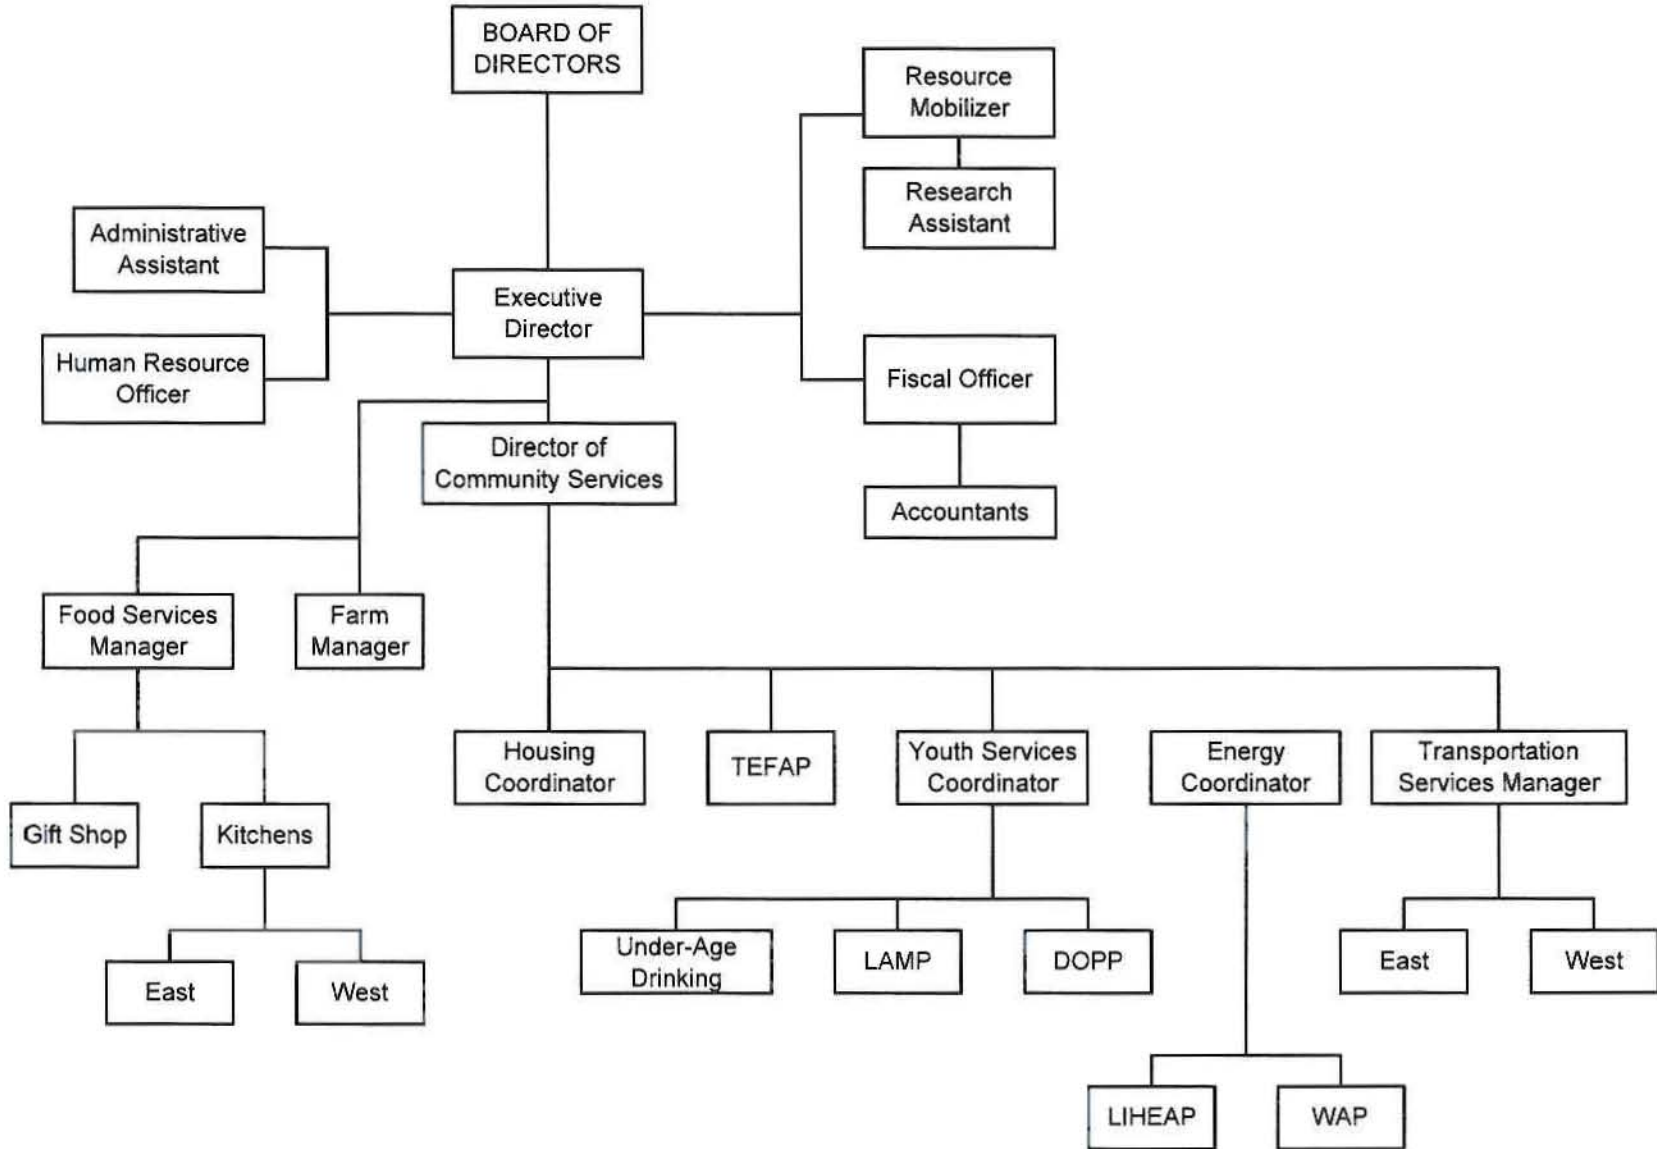 BOARD OF
DIRECTORS
Resource
Mobilizer
Research
Assistant
Administrative
Assistant
Executive
Director
Human Resource
Officer
Fiscal Officer
Director of
Community Services
Accountants
Food Services
Manager
Farm
Manager
Housing
Coordinator
TEFAP
Youth Services
Coordinator
Energy
Coordinator
Transportation
Services Manager
Gift Shop
Kitchens
Under-Age
Drinking
LAMP
DOPP
East
West
East
West
LIHEAP
WAP